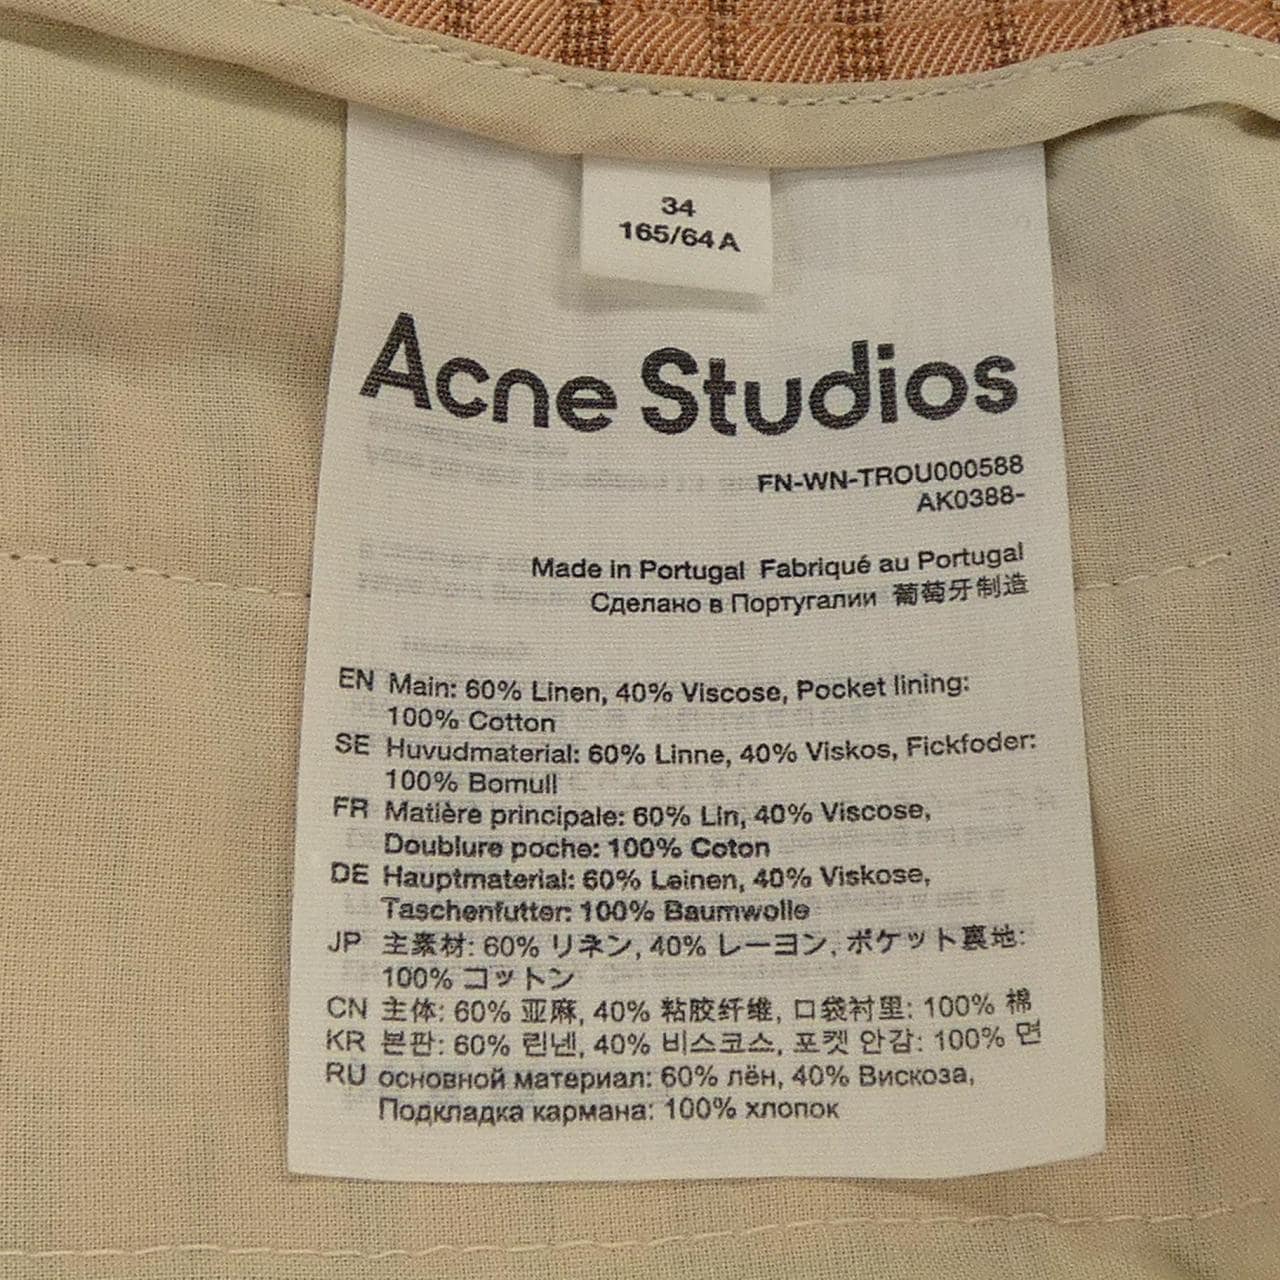 34
165/64A
Acne Studios
FN-WN-TROU000588
AK0388-
Made in Portugal Fabriqué au Portugal
Сделано в Португалии 葡萄牙制造
EN Main: 60% Linen, 40% Viscose, Pocket lining:
100% Cotton
SE Huvudmaterial: 60% Linne, 40% Viskos, Fickfoder:
100% Bomull
FR Matière principale: 60% Lin, 40% Viscose,
Doublure poche: 100% Coton
DE Hauptmaterial: 60% Leinen, 40% Viskose,
Taschenfutter: 100% Baumwolle
JP 主素材: 60% リネン, 40% レーヨン, ポケット裏地:
100% コットン
CN 主体: 60% 亚麻, 40% 粘胶纤维, 口袋衬里: 100% 棉
KR 본판: 60% 린넨, 40% 비스코스, 포켓 안감: 100% 면
RU основной материал: 60% лён, 40% Вискоза,
Подкладка кармана: 100% хлопок